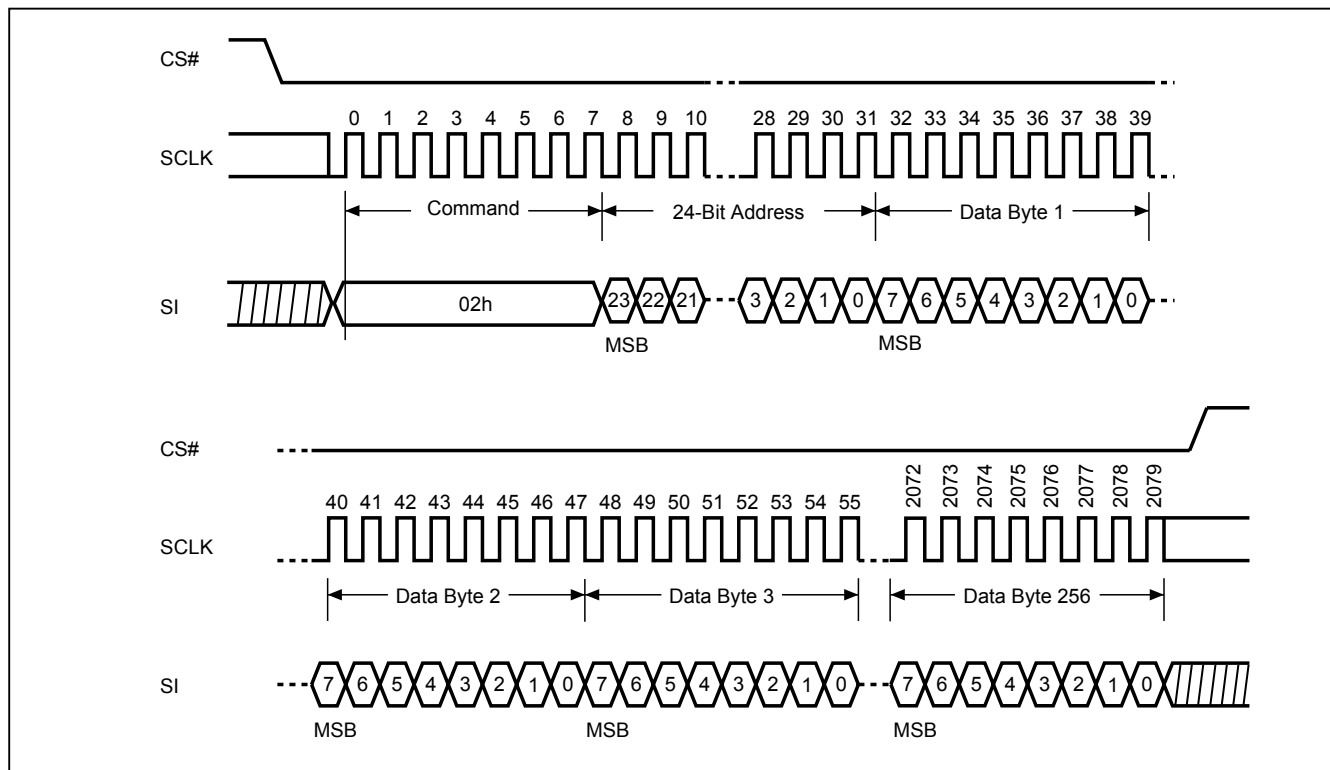 CS#
0 1 2 3 4 5 6 7 8 9 10 28 29 30 31 32 33 34 35 36 37 38 39
SCLK
Command 24-Bit Address Data Byte 1
SI 02h 23 22 21 3 2 1 0 7 6 5 4 3 2 1 0
MSB MSB
CS#
40 41 42 43 44 45 46 47 48 49 50 51 52 53 54 55 2072 2073 2074 2075 2076 2077 2078 2079
SCLK
Data Byte 2 Data Byte 3 Data Byte 256
SI 7 6 5 4 3 2 1 0 7 6 5 4 3 2 1 0 7 6 5 4 3 2 1 0
MSB MSB MSB